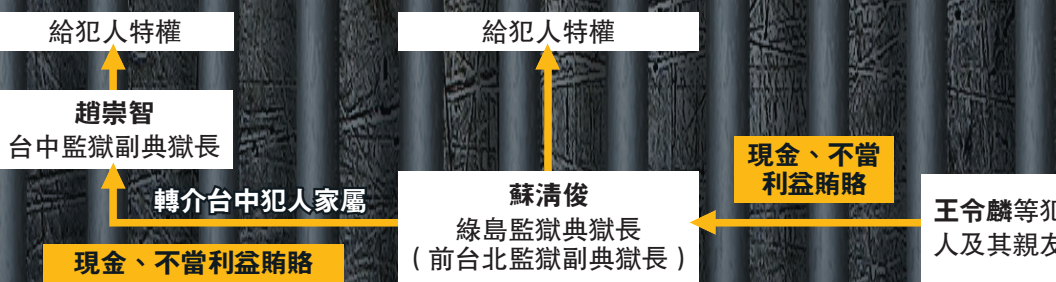 給犯人特權
給犯人特權
趙崇智
台中監獄副典獄長
現金、不當
利益賄賂
轉介台中犯人家屬
蘇清俊
綠島監獄典獄長
(前台北監獄副典獄長)
王令麟等犯
人及其親友
現金、不當利益賄賂